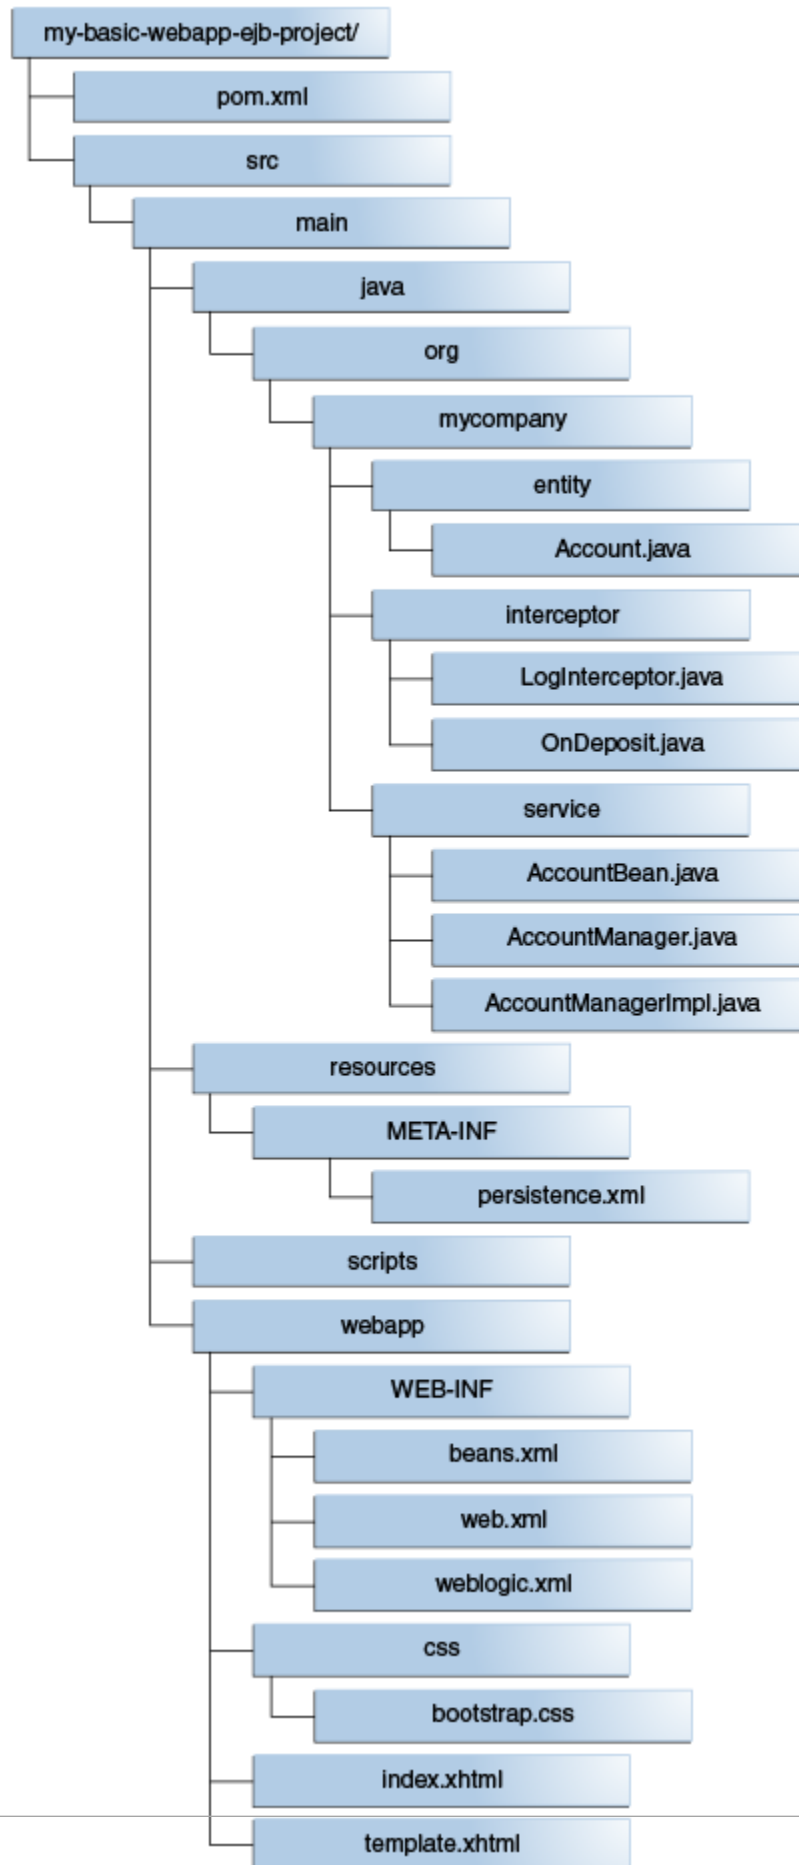 my-basic-webapp-ejb-project/
pom.xml
src
main
java
org
mycompany
entity
Account.java
interceptor
LogInterceptor.java
OnDeposit.java
service
AccountBean.java
AccountManager.java
AccountManagerImpl.java
resources
META-INF
persistence.xml
scripts
webapp
WEB-INF
beans.xml
web.xml
weblogic.xml
css
bootstrap.css
index.xhtml
template.xhtml